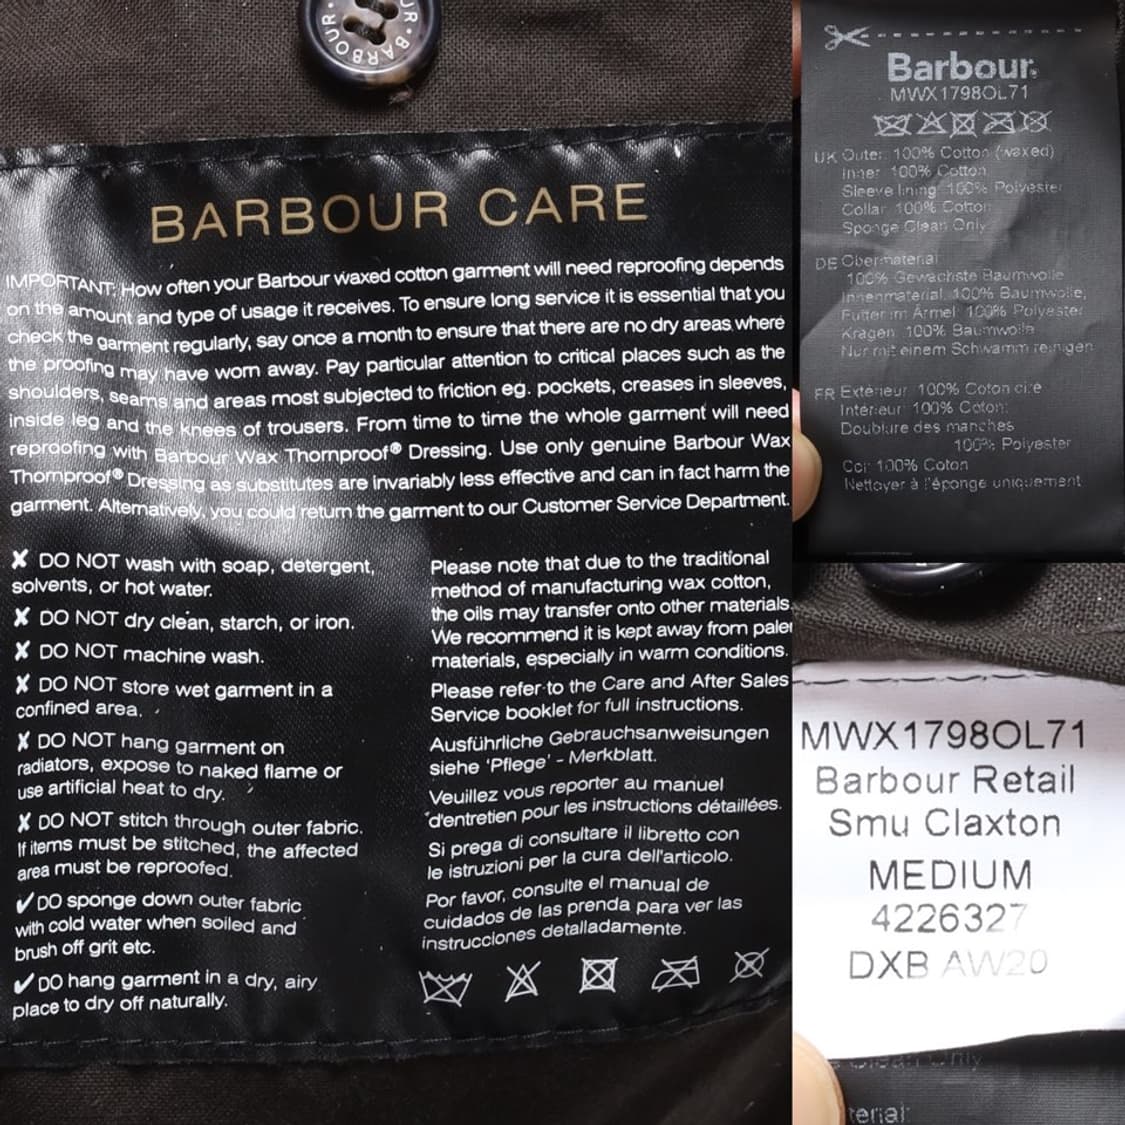 BARBOUR · BARBOUR
BARBOUR CARE
IMPORTANT: How often your Barbour waxed cotton garment will need reproofing depends
on the amount and type of usage it receives. To ensure long service it is essential that you
check the garment regularly, say once a month to ensure that there are no dry areas where
the proofing may have worn away. Pay particular attention to critical places such as the
shoulders, seams and areas most subjected to friction eg. pockets, creases in sleeves,
inside leg and the knees of trousers. From time to time the whole garment will need
reproofing with Barbour Wax Thornproof® Dressing. Use only genuine Barbour Wax
Thornproof® Dressing as substitutes are invariably less effective and can in fact harm the
garment. Alternatively, you could return the garment to our Customer Service Department.
✘ DO NOT wash with soap, detergent,
solvents, or hot water.
✘ DO NOT dry clean, starch, or iron.
✘ DO NOT machine wash.
✘ DO NOT store wet garment in a
confined area.
✘ DO NOT hang garment on
radiators, expose to naked flame or
use artificial heat to dry.
✘ DO NOT stitch through outer fabric.
If items must be stitched, the affected
area must be reproofed.
✔ DO sponge down outer fabric
with cold water when soiled and
brush off grit etc.
✔ DO hang garment in a dry, airy
place to dry off naturally.
Please note that due to the traditional
method of manufacturing wax cotton,
the oils may transfer onto other materials.
We recommend it is kept away from paler
materials, especially in warm conditions.
Please refer to the Care and After Sales
Service booklet for full instructions.
Ausführliche Gebrauchsanweisungen
siehe 'Pflege' - Merkblatt.
Veuillez vous reporter au manuel
d'entretien pour les instructions détaillées.
Si prega di consultare il libretto con
le istruzioni per la cura dell'articolo.
Por favor, consulte el manual de
cuidados de las prenda para ver las
instrucciones detalladamente.
Barbour.
MWX1798OL71
UK Outer: 100% Cotton (waxed)
Inner 100% Cotton
Sleeve lining 100% Polyester
Collar 100% Cotton
Sponge Clean Only
DE Obermaterial
100% Gewachste Baumwolle
Innenmaterial 100% Baumwolle,
Futter im Armel 100% Polyester
Kragen 100% Baumwolle
Nur mit einem Schwamm reinigen
FR Extérieur 100% Coton cire
Intérieur 100% Coton:
Doublure des manches
100% Polyester
Col 100% Coton
Nettoyer à l'éponge uniquement
MWX1798OL71
Barbour Retail
Smu Claxton
MEDIUM
4226327
DXB AW20
Clean Only
terial: